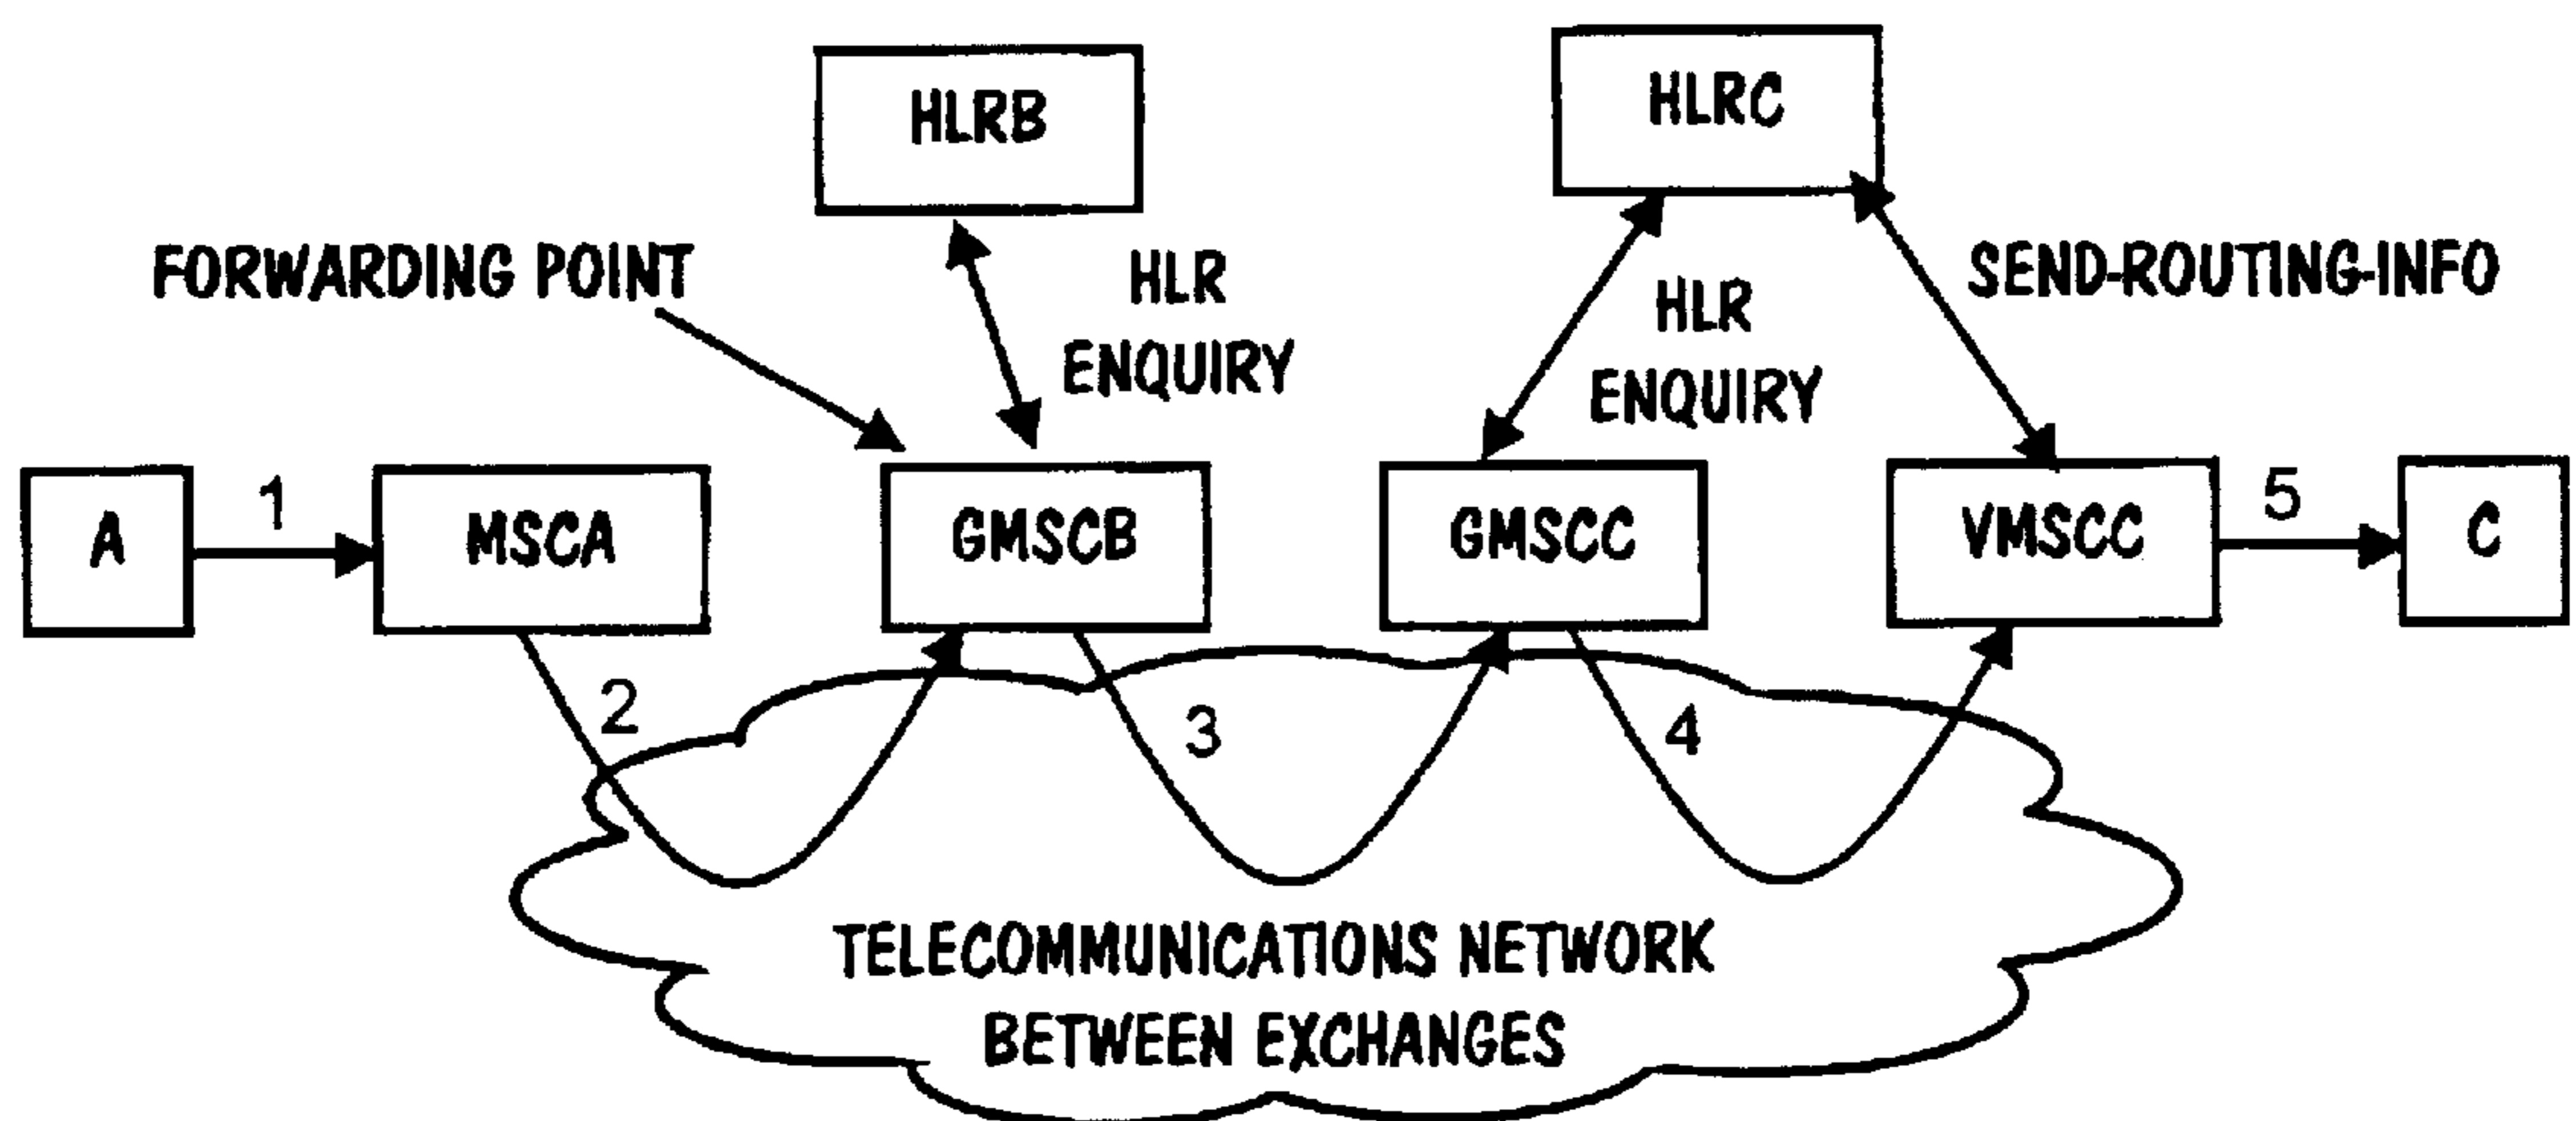 HLRB
HLRC
FORWARDING POINT
HLR
ENQUIRY
HLR
ENQUIRY
SEND-ROUTING-INFO
A
1
MSCA
GMSCB
GMSCC
VMSCC
5
C
2
3
4
TELECOMMUNICATIONS NETWORK
BETWEEN EXCHANGES